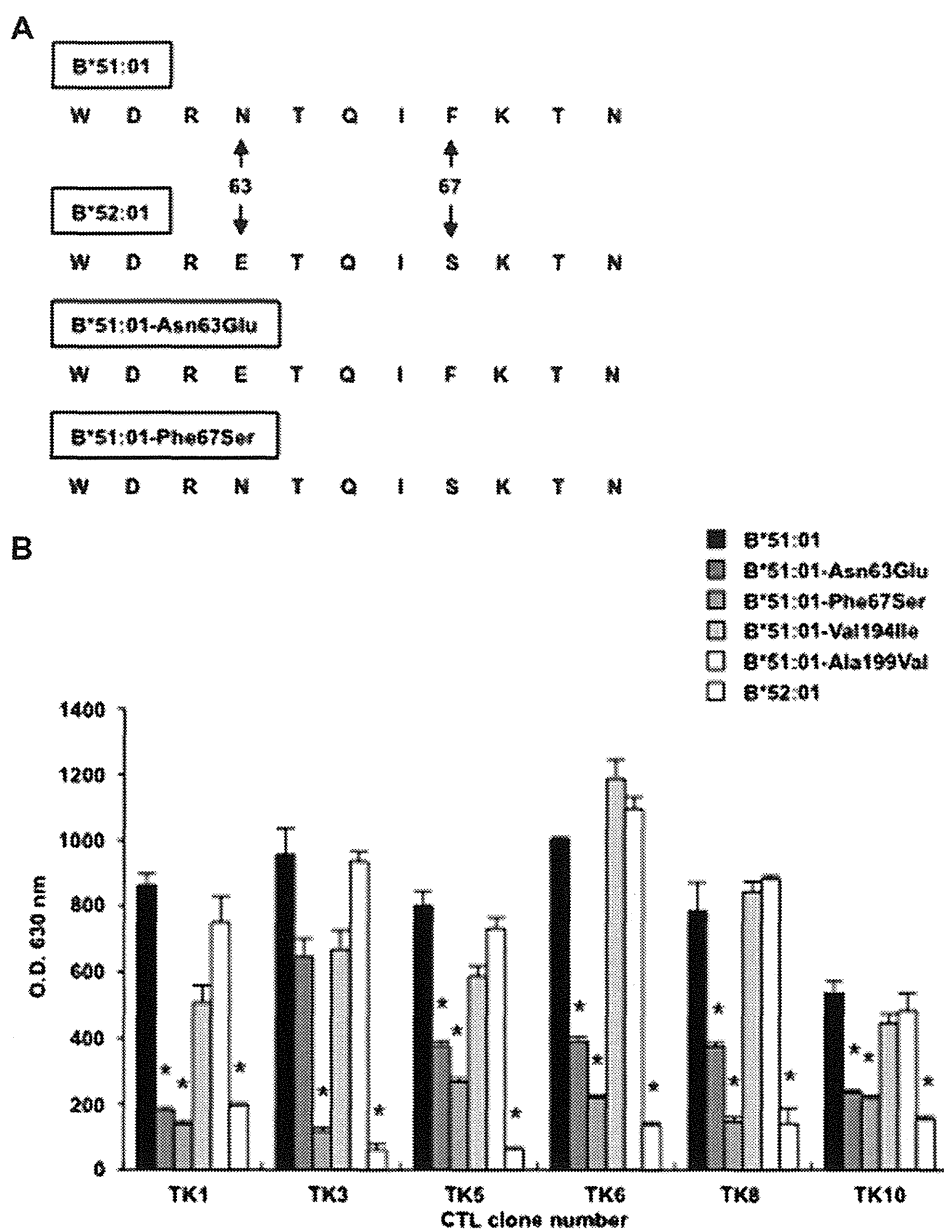 A
B*51:01
W D R N T Q I F K T N
63 67
B*52:01
W D R E T Q I S K T N
B*51:01-Asn63Glu
W D R E T Q I F K T N
B*51:01-Phe67Ser
W D R N T Q I S K T N
B
B*51:01
B*51:01-Asn63Glu
B*51:01-Phe67Ser
B*51:01-Val194Ile
B*51:01-Ala199Val
B*52:01
1400
1200
1000
800
600
400
200
0
O.D. 630 nm
* * *
* *
* * *
* * *
* * *
* * *
TK1 TK3 TK5 TK6 TK8 TK10
CTL clone number